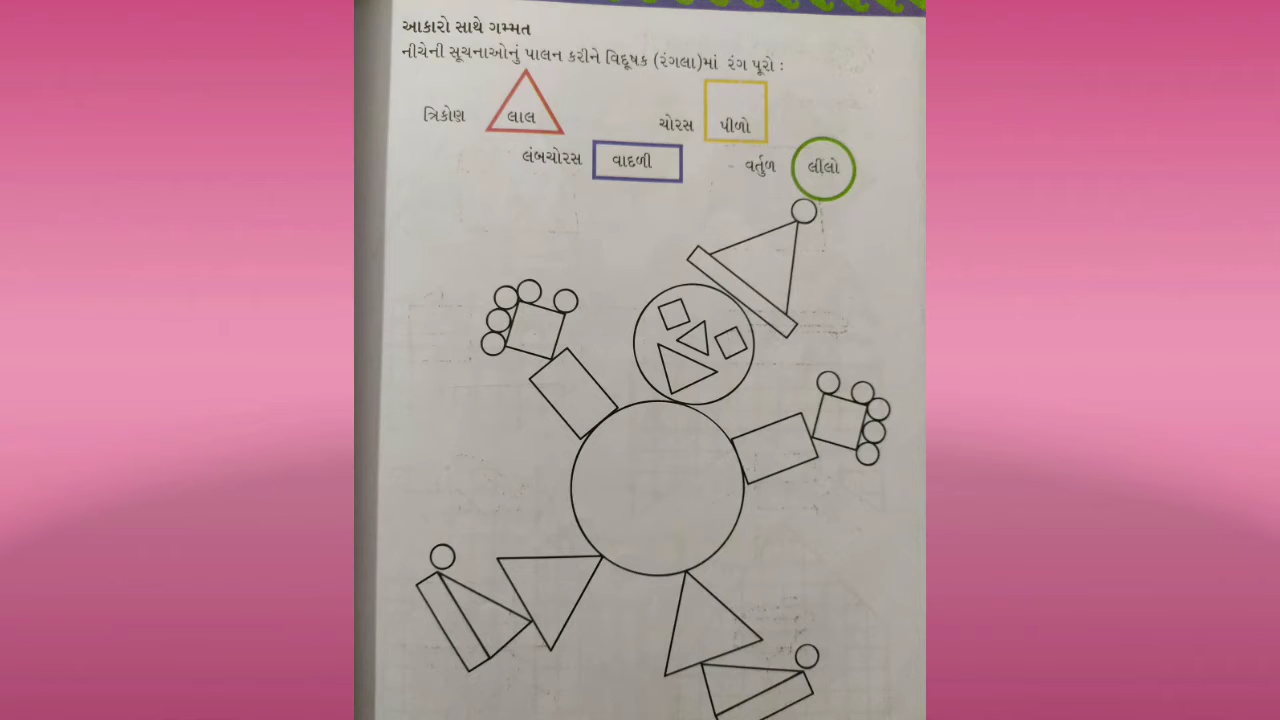 આકારો સાથે ગમ્મત
નીચેની સૂચનાઓનું પાલન કરીને વિદૂષક (રંગલા)માં રંગ પૂરો :
ત્રિકોણ લાલ ચોરસ પીળો
લંબચોરસ વાદળી વર્તુળ લીલો